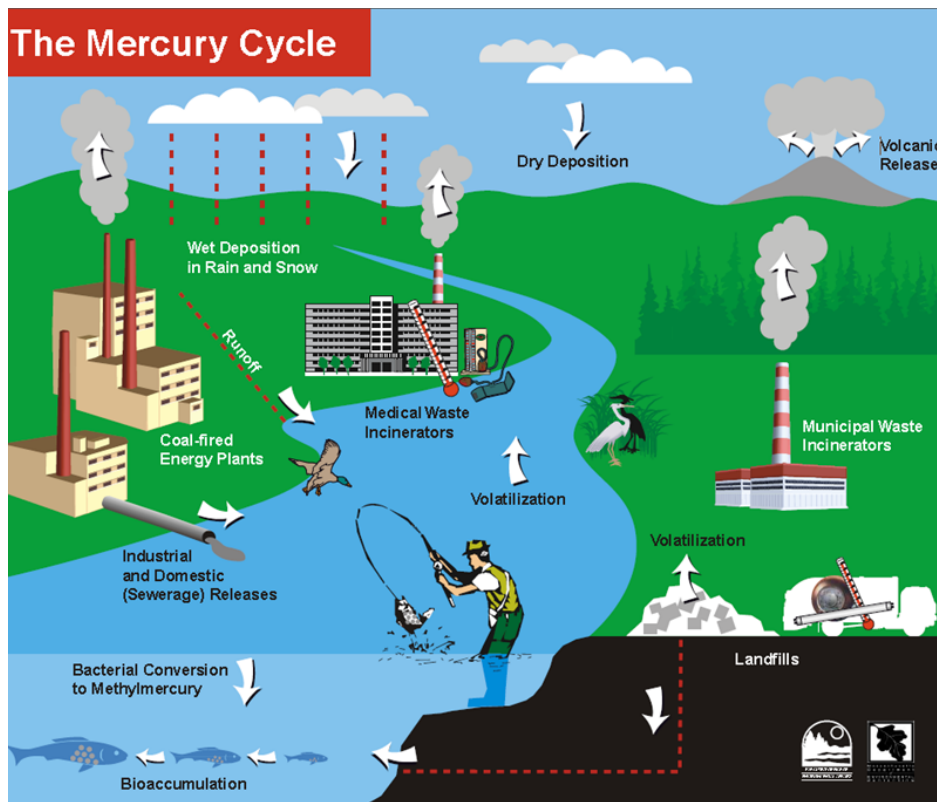 The Mercury Cycle
Dry Deposition
Volcanic
Release
Wet Deposition
in Rain and Snow
Runoff
Coal-fired
Energy Plants
Medical Waste
Incinerators
Municipal Waste
Incinerators
Volatilization
Volatilization
Industrial
and Domestic
(Sewerage) Releases
Bacterial Conversion
to Methylmercury
Landfills
Bioaccumulation